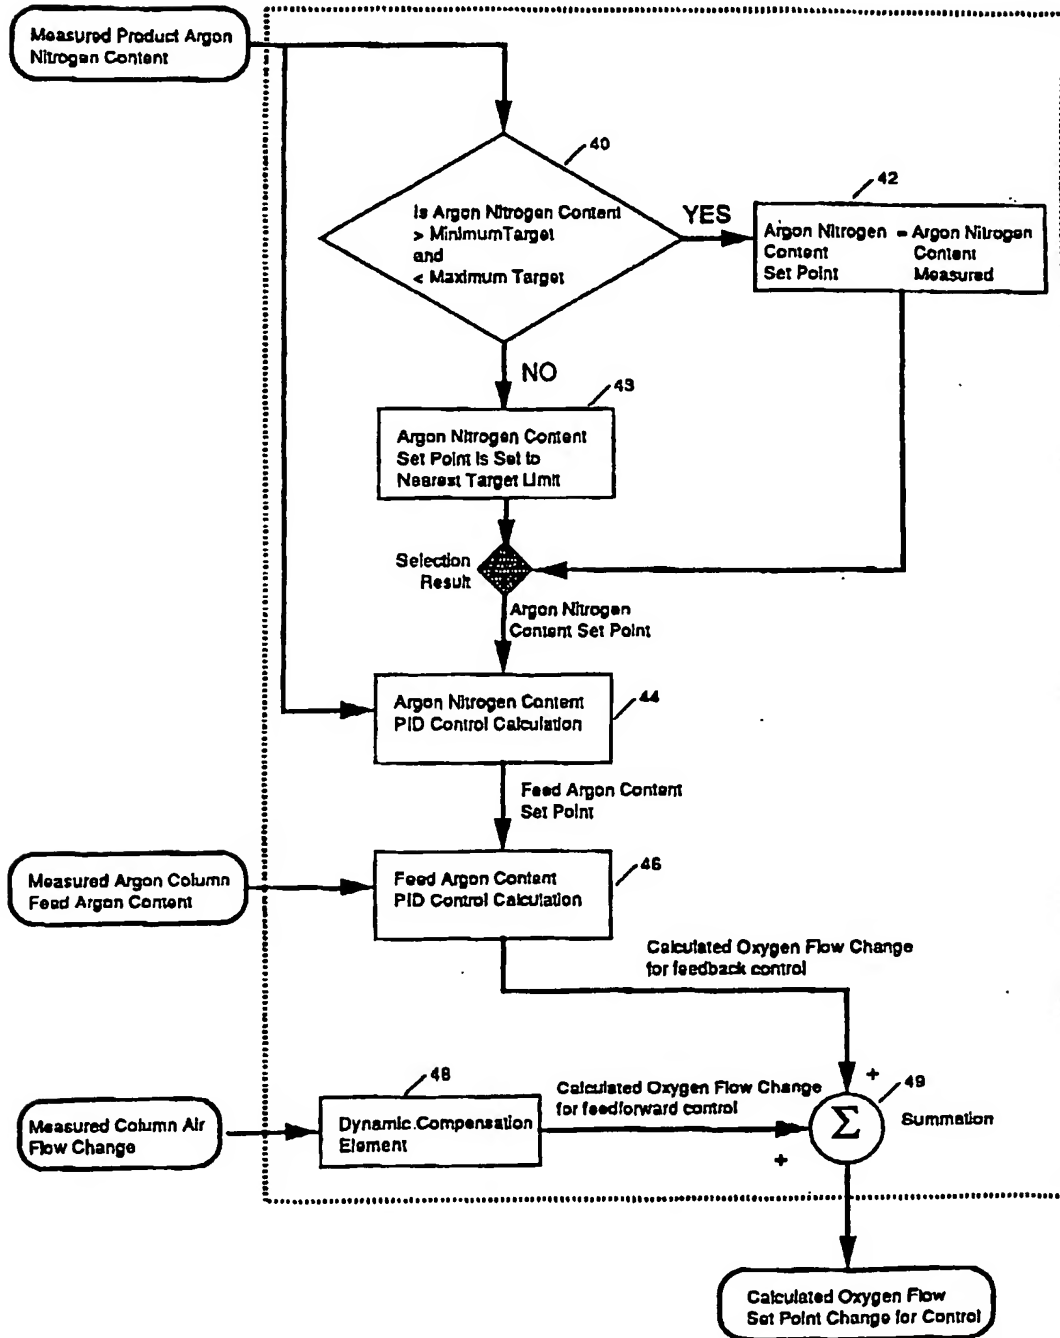 Measured Product Argon
Nitrogen Content
40
Is Argon Nitrogen Content
> Minimum Target
and
< Maximum Target
YES
42
Argon Nitrogen = Argon Nitrogen
Content Content
Set Point Measured
NO
43
Argon Nitrogen Content
Set Point Is Set to
Nearest Target Limit
Selection
Result
Argon Nitrogen
Content Set Point
Argon Nitrogen Content
PID Control Calculation
44
Feed Argon Content
Set Point
Measured Argon Column
Feed Argon Content
Feed Argon Content
PID Control Calculation
46
Calculated Oxygen Flow Change
for feedback control
Measured Column Air
Flow Change
48
Dynamic Compensation
Element
Calculated Oxygen Flow Change
for feedforward control
+
+
Σ
49
Summation
Calculated Oxygen Flow
Set Point Change for Control